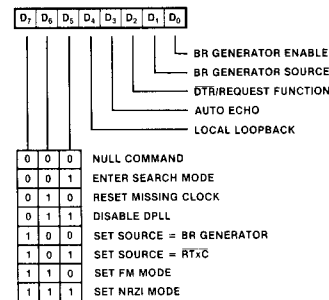 D7 D6 D5 D4 D3 D2 D1 D0
BR GENERATOR ENABLE
BR GENERATOR SOURCE
DTR/REQUEST FUNCTION
AUTO ECHO
LOCAL LOOPBACK
0 0 0 NULL COMMAND
0 0 1 ENTER SEARCH MODE
0 1 0 RESET MISSING CLOCK
0 1 1 DISABLE DPLL
1 0 0 SET SOURCE = BR GENERATOR
1 0 1 SET SOURCE = RTxC
1 1 0 SET FM MODE
1 1 1 SET NRZI MODE